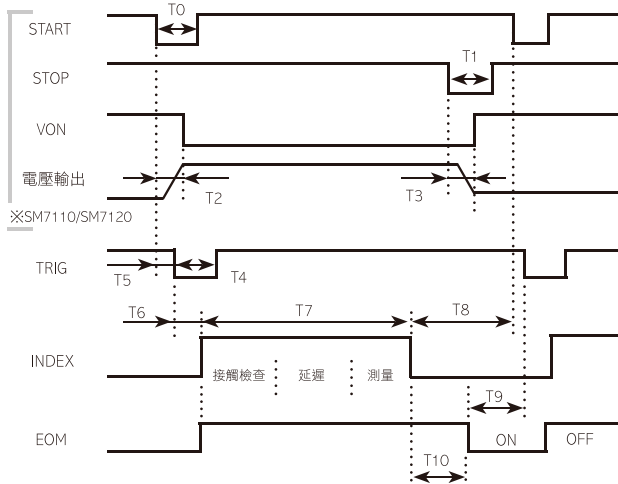 T0
START
T1
STOP
VON
電壓輸出
T2
T3
※SM7110/SM7120
TRIG
T5
T4
T6
T7
T8
INDEX
接觸檢查
延遲
測量
T9
EOM
ON
OFF
T10